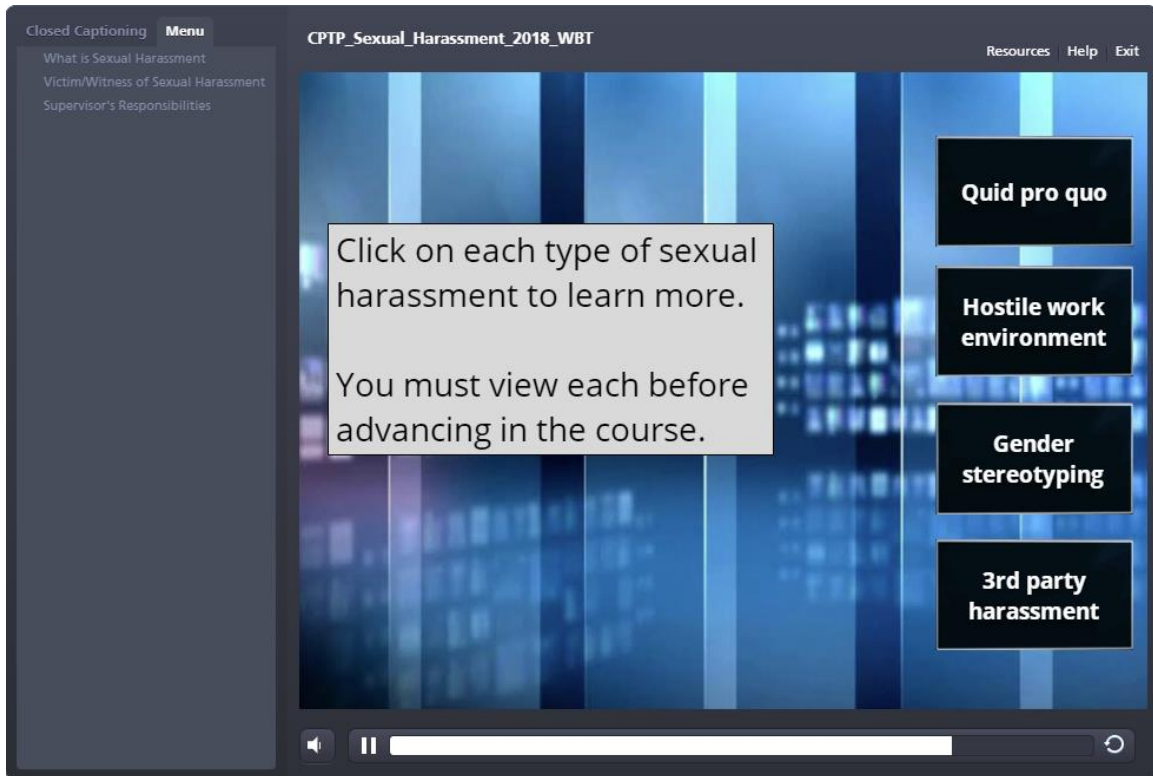 Closed Captioning Menu
What is Sexual Harassment
Victim/Witness of Sexual Harassment
Supervisor's Responsibilities
CPTP_Sexual_Harassment_2018_WBT
Resources Help Exit
Click on each type of sexual
harassment to learn more.
You must view each before
advancing in the course.
Quid pro quo
Hostile work
environment
Gender
stereotyping
3rd party
harassment